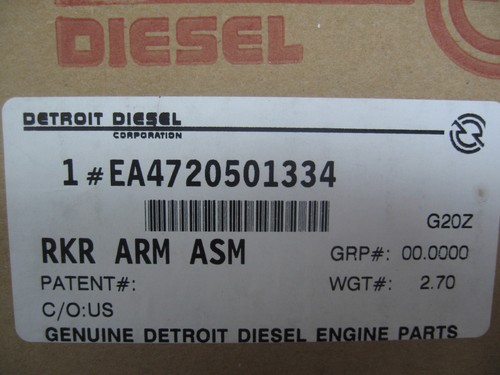 DIESEL
DETROIT DIESEL
CORPORATION
1#EA4720501334
G20Z
RKR ARM ASM
GRP#: 00.0000
PATENT#:
WGT#: 2.70
C/O:US
GENUINE DETROIT DIESEL ENGINE PARTS